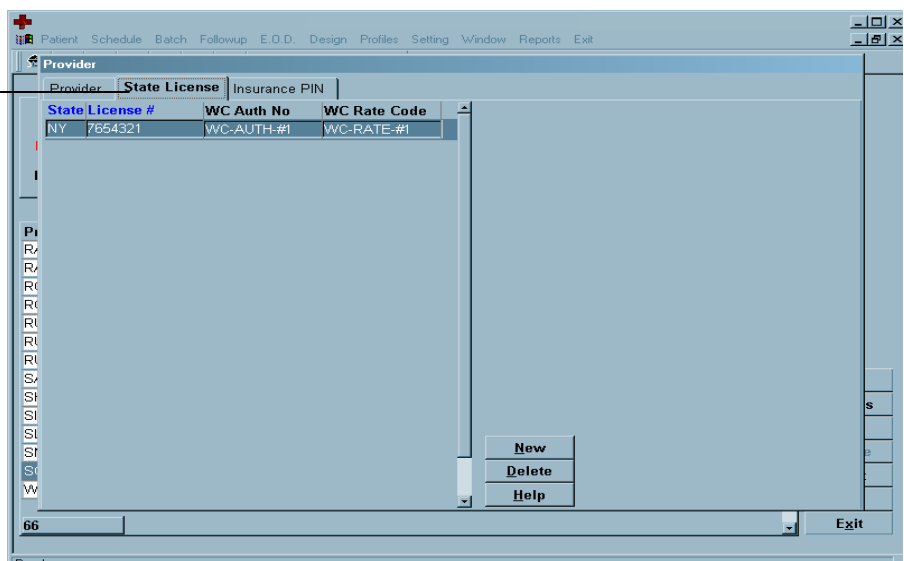 Patient Schedule Batch Followup E.O.D. Design Profiles Setting Window Reports Exit
Provider
Provider State License Insurance PIN
State License # WC Auth No WC Rate Code
NY 7654321 WC-AUTH-#1 WC-RATE-#1
New
Delete
Help
66
Exit